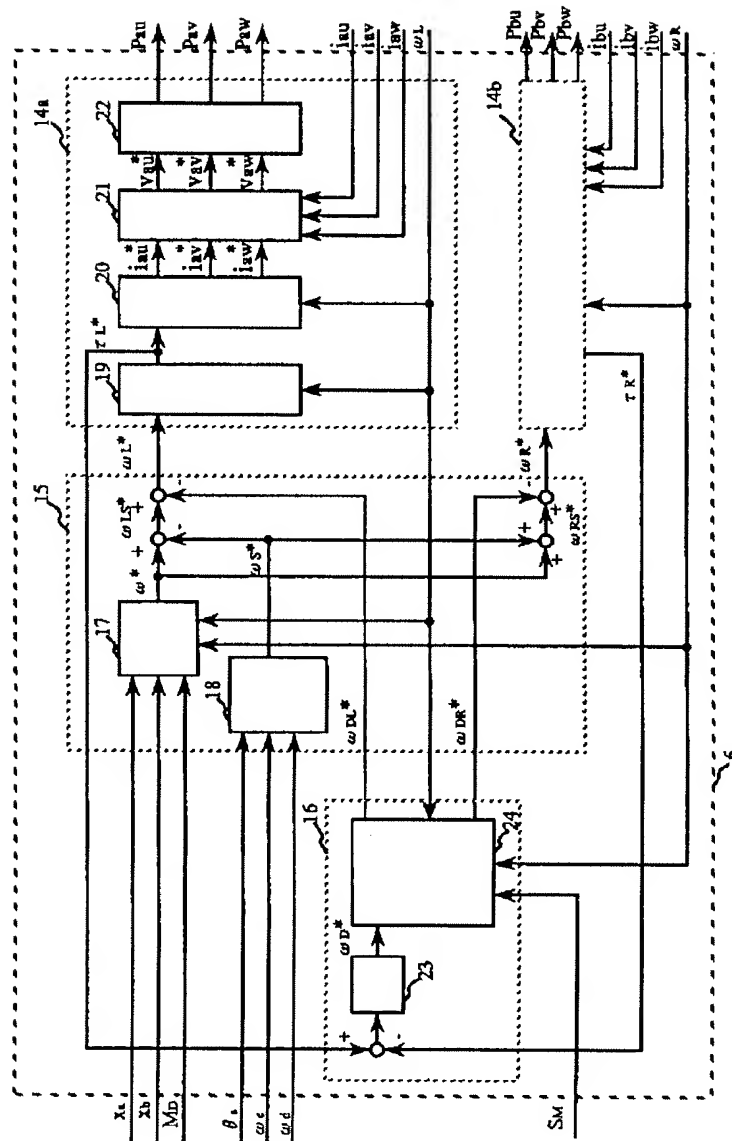 Pau
Pav
Paw
iau
iav
iaw
ωL
Pbu
Pbv
Pbw
ibu
ibv
ibw
ωR
14a
22
Vau*
Vav*
Vaw*
21
iau*
iav*
iaw*
20
τL*
19
14b
τR*
15
ωL*
+
-
ωLS*
+
-
ω*
17
ωS*
18
ωR*
-
+
ωRS*
+
+
ωDL*
ωDR*
16
24
ωD*
23
+
-
xa
xb
MD
ωc
ωd
SM
6